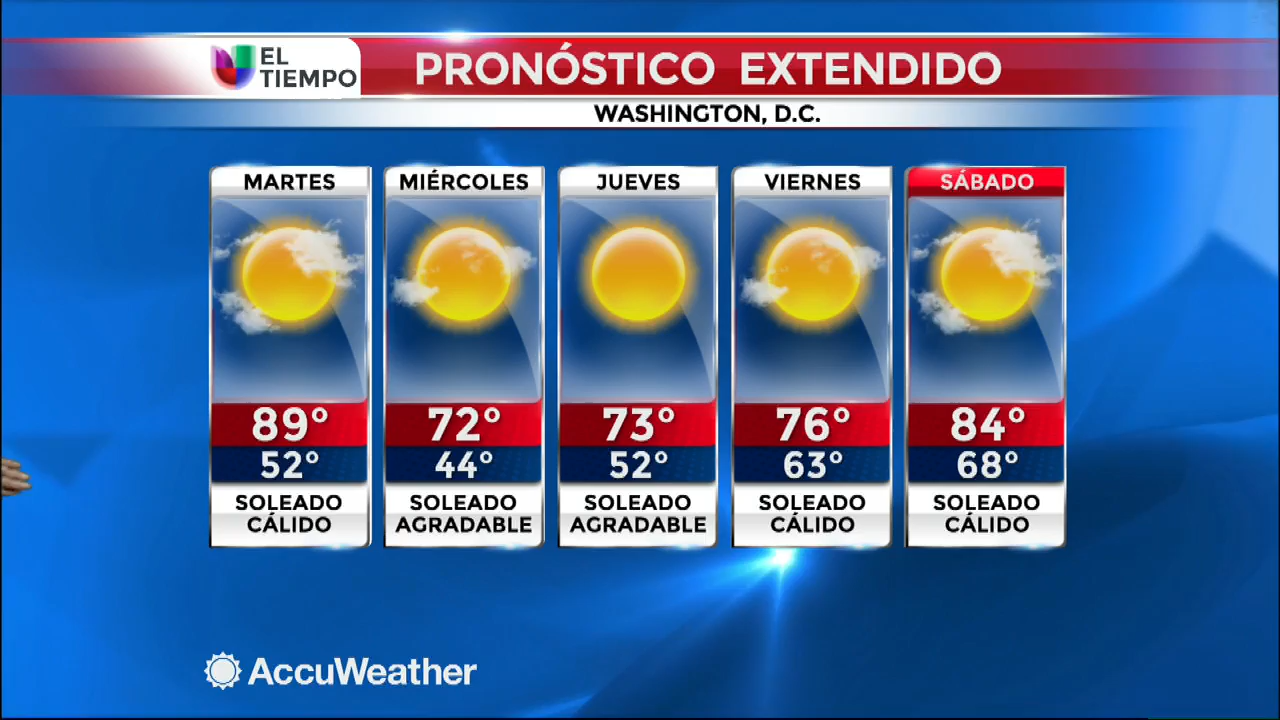 EL
TIEMPO
PRONÓSTICO EXTENDIDO
WASHINGTON, D.C.
MARTES
89°
52°
SOLEADO
CÁLIDO
MIÉRCOLES
72°
44°
SOLEADO
AGRADABLE
JUEVES
73°
52°
SOLEADO
AGRADABLE
VIERNES
76°
63°
SOLEADO
CÁLIDO
SÁBADO
84°
68°
SOLEADO
CÁLIDO
AccuWeather